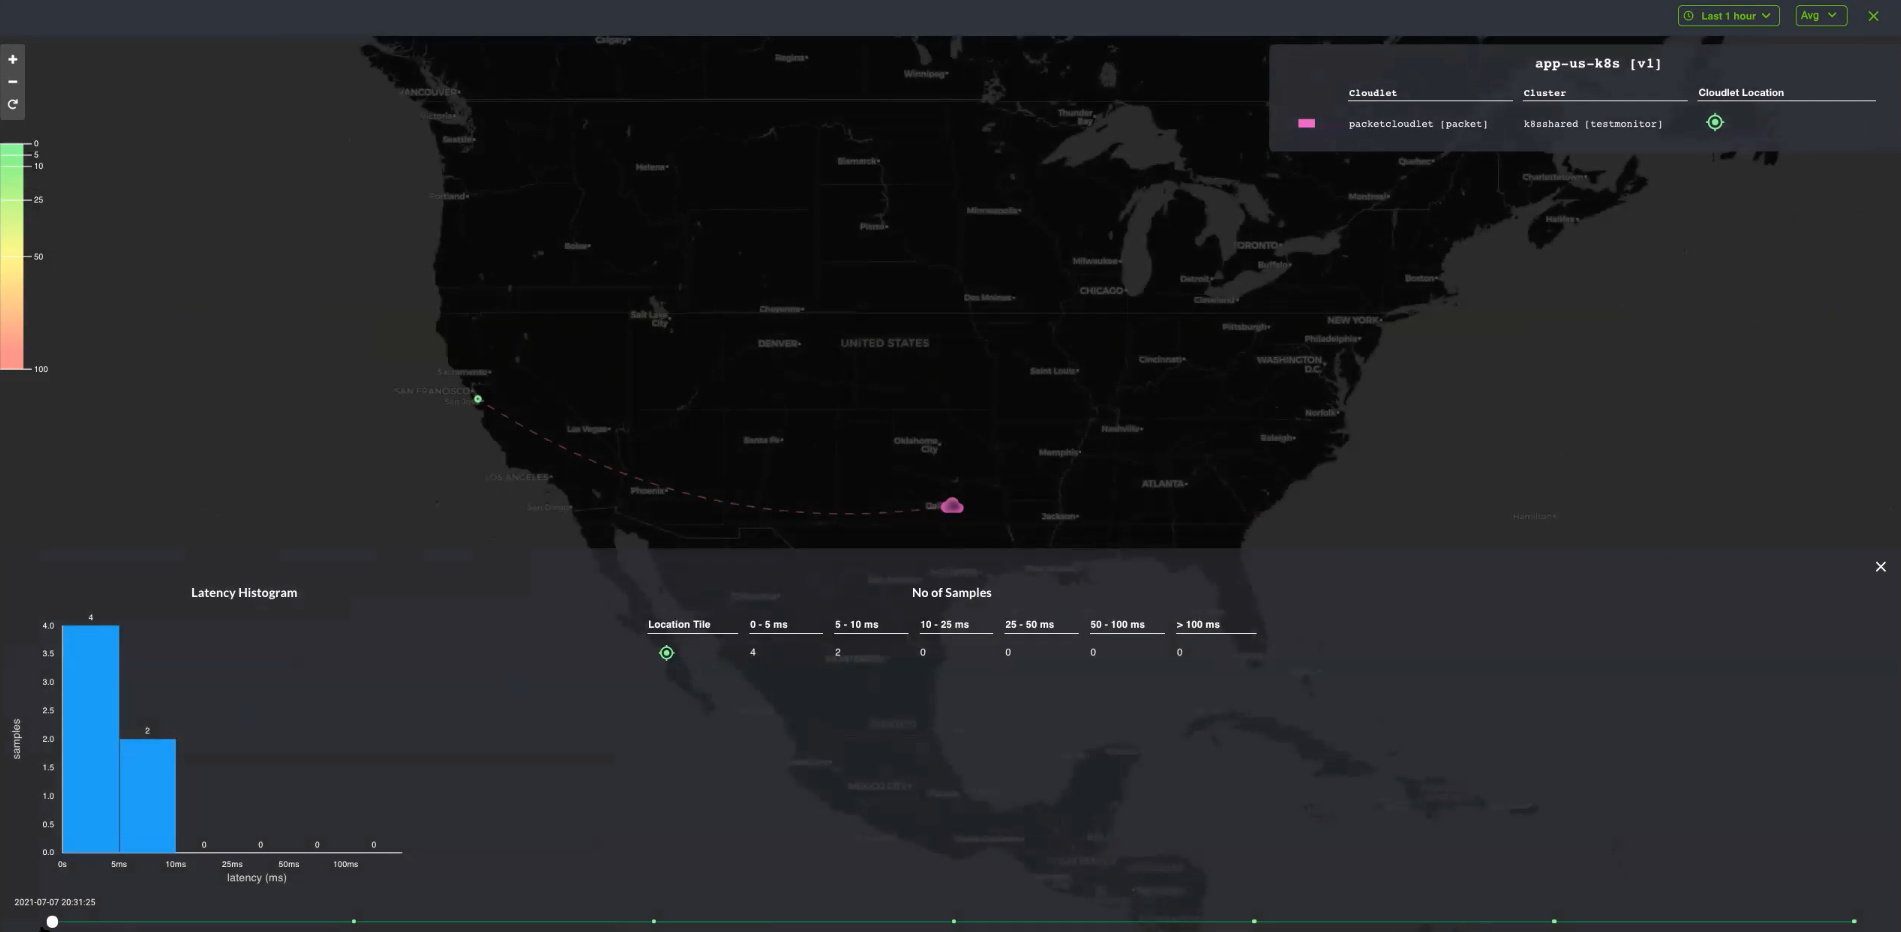 Last 1 hour
Avg
app-us-k8s [v1]
Cloudlet Cluster Cloudlet Location
packetcloudlet [packet] k8sshared [testmonitor]
0
5
10
25
50
100
Calgary
Regina
Winnipeg
VANCOUVER
Victoria
Seattle
Thunder Bay
Helena
Bismarck
Quebec
Charlottetown
Portland
Montreal
Minneapolis
Halifax
Pierre
Boise
TORONTO
Milwaukee
Buffalo
Detroit
Boston
CHICAGO
Des Moines
Cleveland
Cheyenne
Salt Lake City
NEW YORK
Pittsburgh
Philadelphia
DENVER
UNITED STATES
Cincinnati
WASHINGTON D.C.
Saint Louis
Sacramento
SAN FRANCISCO
San Jose
Norfolk
Las Vegas
Nashville
Santa Fe
Oklahoma City
Raleigh
Memphis
LOS ANGELES
ATLANTA
Phoenix
San Diego
Jackson
Hamilton
Latency Histogram
No of Samples
Location Tile 0 - 5 ms 5 - 10 ms 10 - 25 ms 25 - 50 ms 50 - 100 ms > 100 ms
4 2 0 0 0 0
samples
4.0
3.5
3.0
2.5
2.0
1.5
1.0
0.5
0.0
4
2
0 0 0 0
0s 5ms 10ms 25ms 50ms 100ms
latency (ms)
MEXICO CITY
2021-07-07 20:31:25